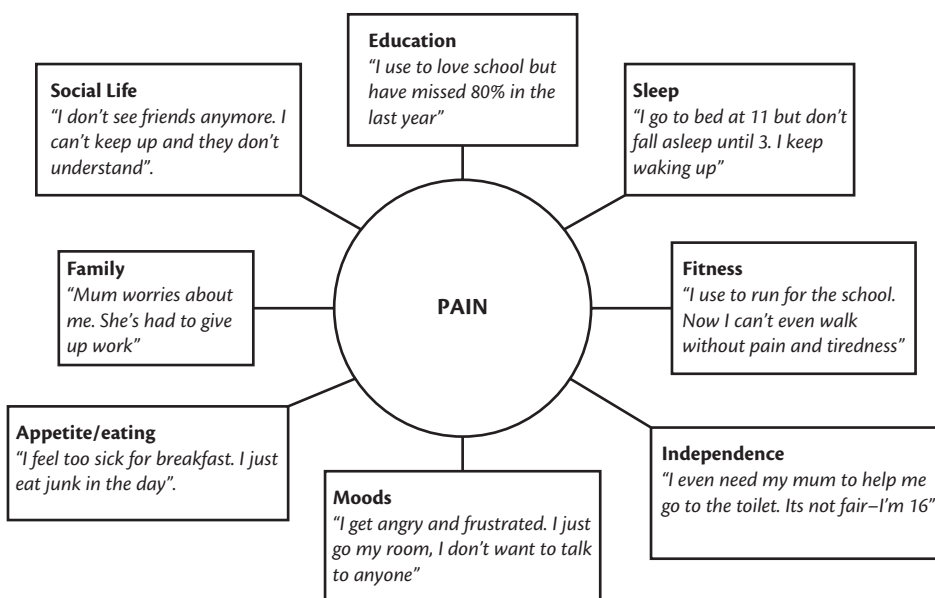 Education
“I use to love school but
have missed 80% in the
last year”
Social Life
“I don’t see friends anymore. I
can’t keep up and they don’t
understand”.
Sleep
“I go to bed at 11 but don’t
fall asleep until 3. I keep
waking up”
Family
“Mum worries about
me. She’s had to give
up work”
PAIN
Fitness
“I use to run for the school.
Now I can’t even walk
without pain and tiredness”
Appetite/eating
“I feel too sick for breakfast. I just
eat junk in the day”.
Moods
“I get angry and frustrated. I just
go my room, I don’t want to talk
to anyone”
Independence
“I even need my mum to help me
go to the toilet. Its not fair–I’m 16”